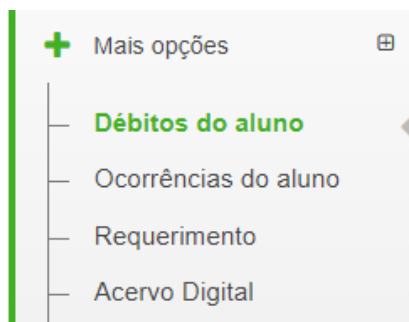 Mais opções
Débitos do aluno
Ocorrências do aluno
Requerimento
Acervo Digital